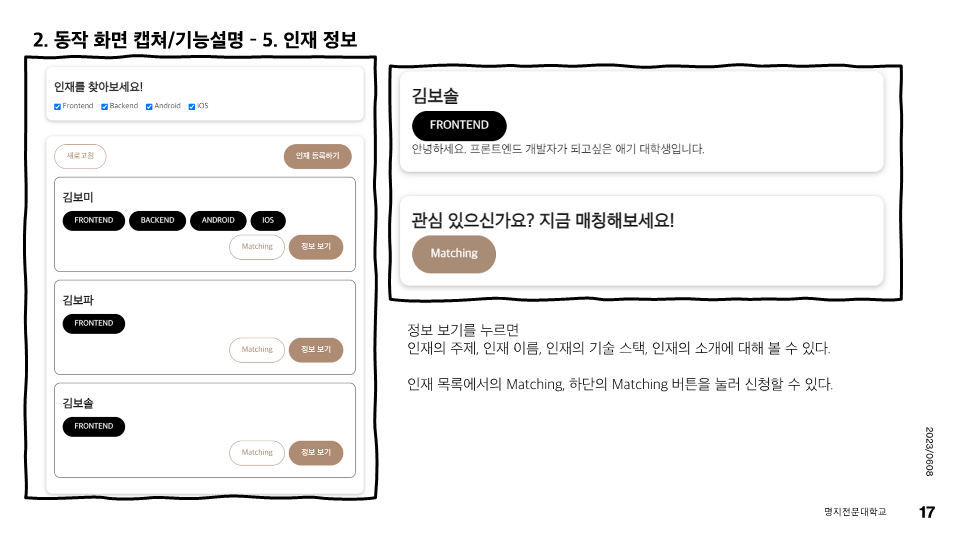 2. 동작 화면 캡쳐/기능설명 - 5. 인재 정보
인재를 찾아보세요!
Frontend Backend Android iOS
새로고침 인재 등록하기
김보미
FRONTEND BACKEND ANDROID IOS
Matching 정보 보기
김보파
FRONTEND
Matching 정보 보기
김보솔
FRONTEND
Matching 정보 보기
김보솔
FRONTEND
안녕하세요. 프론트엔드 개발자가 되고싶은 애기 대학생입니다.
관심 있으신가요? 지금 매칭해보세요!
Matching
정보 보기를 누르면
인재의 주제, 인재 이름, 인재의 기술 스택, 인재의 소개에 대해 볼 수 있다.
인재 목록에서의 Matching, 하단의 Matching 버튼을 눌러 신청할 수 있다.
2023/0608
명지전문대학교 17